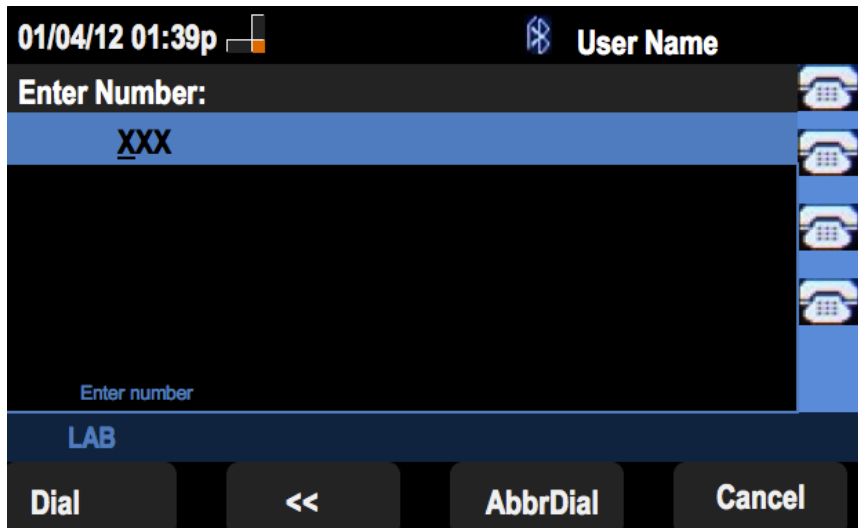 01/04/12 01:39p User Name
Enter Number:
XXX
Enter number
LAB
Dial << AbbrDial Cancel